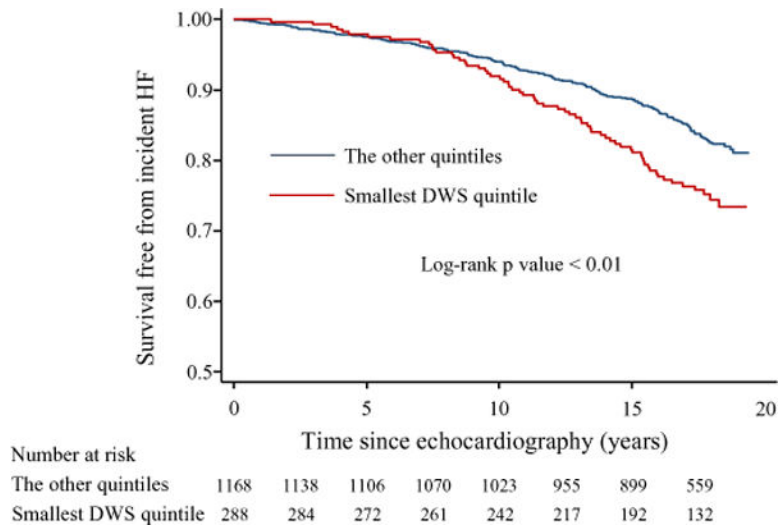 1.00
0.9
0.8
0.7
0.6
0.5
Survival free from incident HF
The other quintiles
Smallest DWS quintile
Log-rank p value < 0.01
0 5 10 15 20
Time since echocardiography (years)
Number at risk
The other quintiles 1168 1138 1106 1070 1023 955 899 559
Smallest DWS quintile 288 284 272 261 242 217 192 132